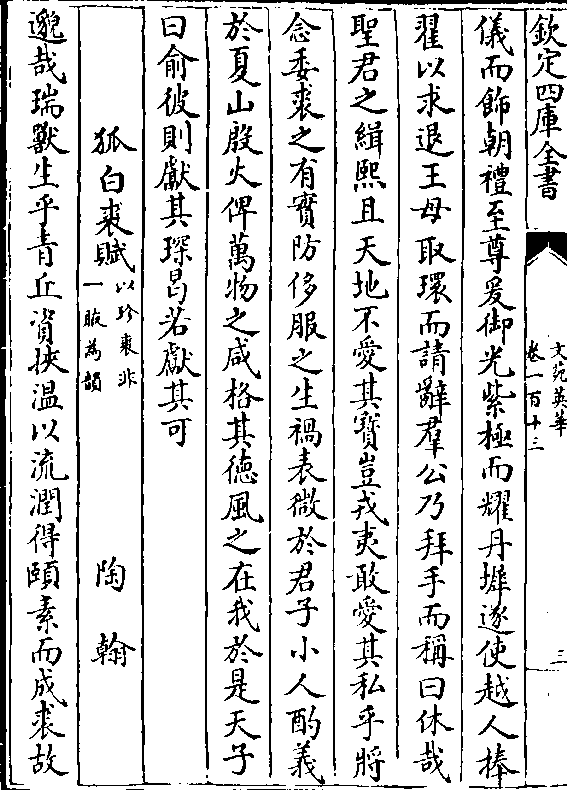 欽定四庫全書
文苑英華
卷一百十三
三
儀而飾朝禮至尊爰御光紫極而耀丹墀遂使越人捧
翟以求退王母取環而請辭羣公乃拜手而稱曰休哉
聖君之緝熙且天地不愛其寳豈戎夷敢愛其私乎將
念委裘之有實防侈服之生禍表微於君子小人酌義
於夏山殷火俾萬物之咸格其徳風之在我於是天子
曰俞彼則獻其琛曷若獻其可
狐白裘賦以珍裘非一腋為韻
陶翰
邈哉瑞獸生乎青丘資挾温以流潤得頤素而成裘故